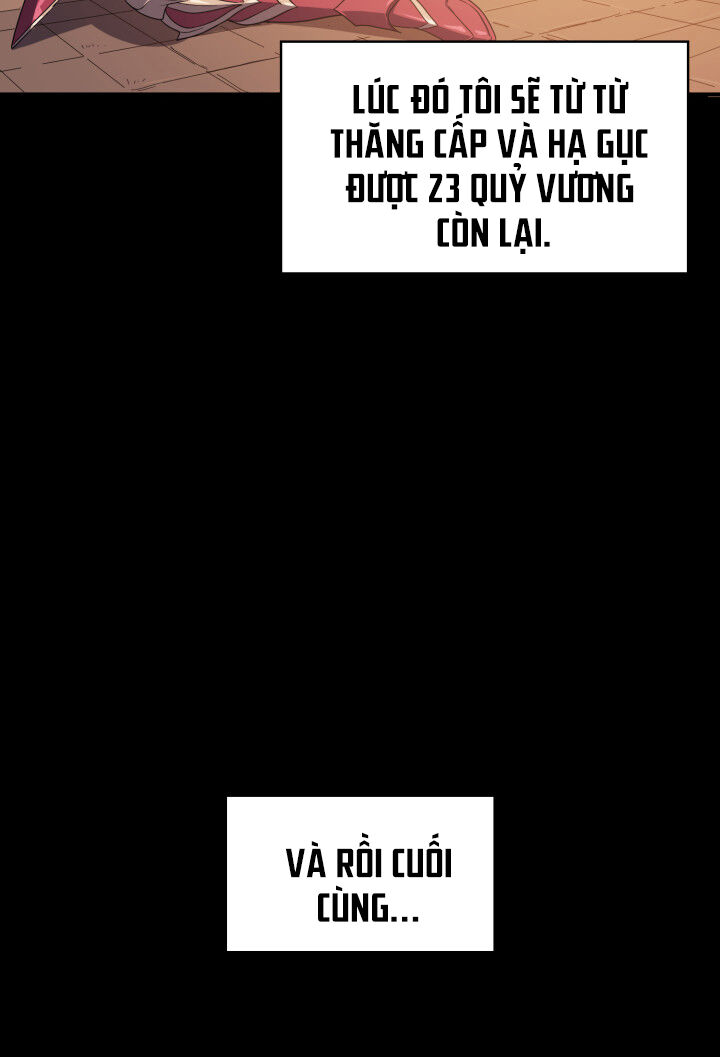 LÚC ĐÓ TÔI SẼ TỪ TỪ
THĂNG CẤP VÀ HẠ GỤC
ĐƯỢC 23 QUỶ VƯƠNG
CÒN LẠI.
VÀ RỒI CUỐI
CÙNG...